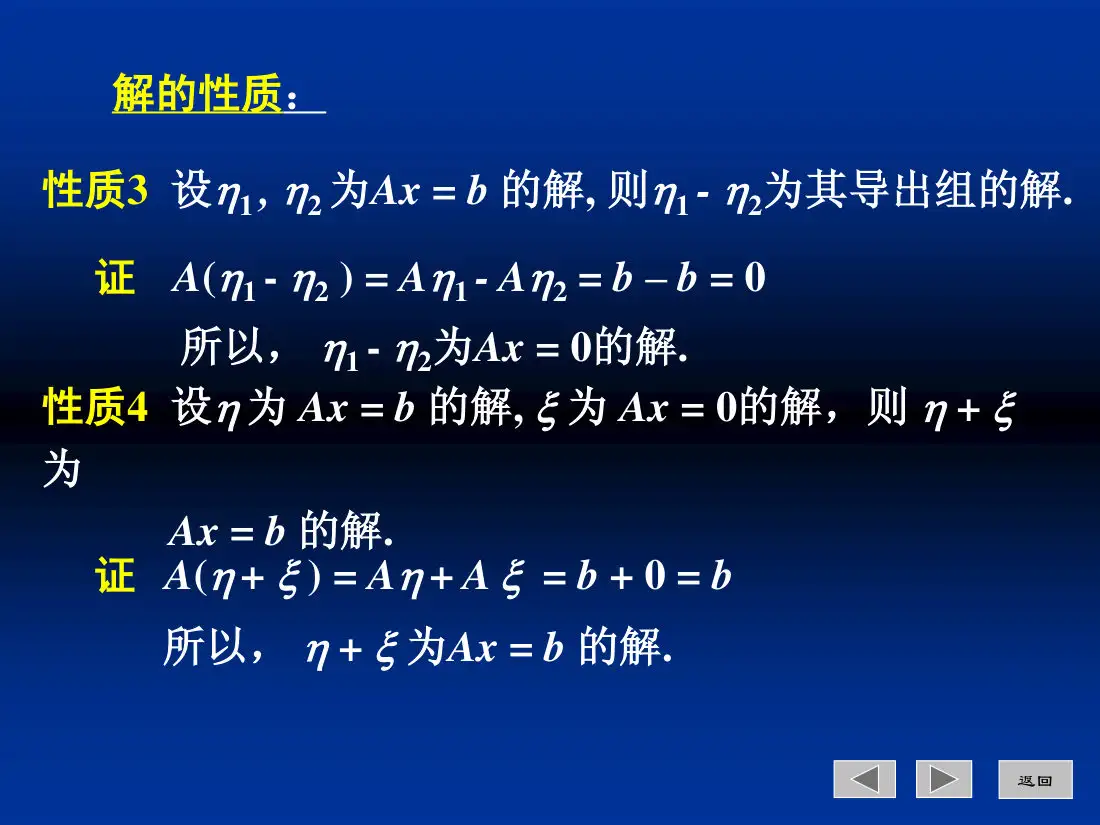 解的性质：
性质3 设η₁, η₂为Ax = b 的解, 则η₁ - η₂为其导出组的解.
证 A(η₁ - η₂ ) = Aη₁ - Aη₂ = b – b = 0
所以， η₁ - η₂为Ax = 0的解.
性质4 设η为 Ax = b 的解, ξ为 Ax = 0的解，则 η + ξ
为
Ax = b 的解.
证 A(η + ξ ) = Aη + A ξ = b + 0 = b
所以， η + ξ为Ax = b 的解.
返回